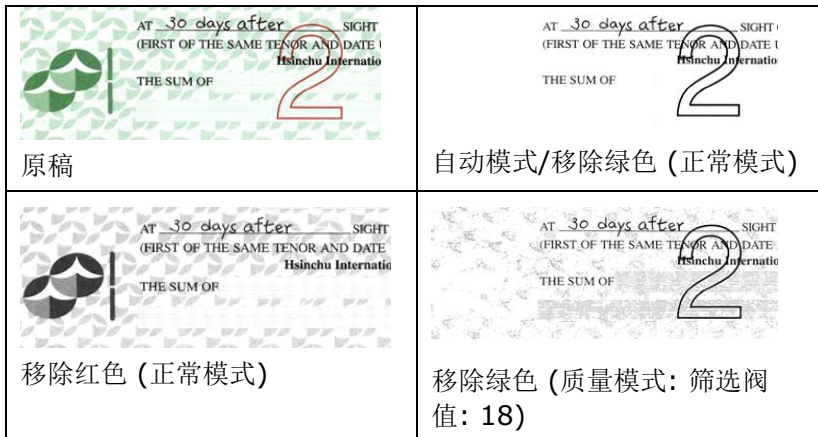 AT 30 days after SIGHT
(FIRST OF THE SAME TENOR AND DATE
Hsinchu Internatio
THE SUM OF
2
原稿
AT 30 days after SIGHT
(FIRST OF THE SAME TENOR AND DATE
Hsinchu Internatio
THE SUM OF
2
自动模式/移除绿色 (正常模式)
AT 30 days after SIGHT
(FIRST OF THE SAME TENOR AND DATE
Hsinchu Internatio
THE SUM OF
移除红色 (正常模式)
AT 30 days after SIGHT
(FIRST OF THE SAME TENOR AND DATE
Hsinchu Internatio
THE SUM OF
2
移除绿色 (质量模式: 筛选阀
值: 18)